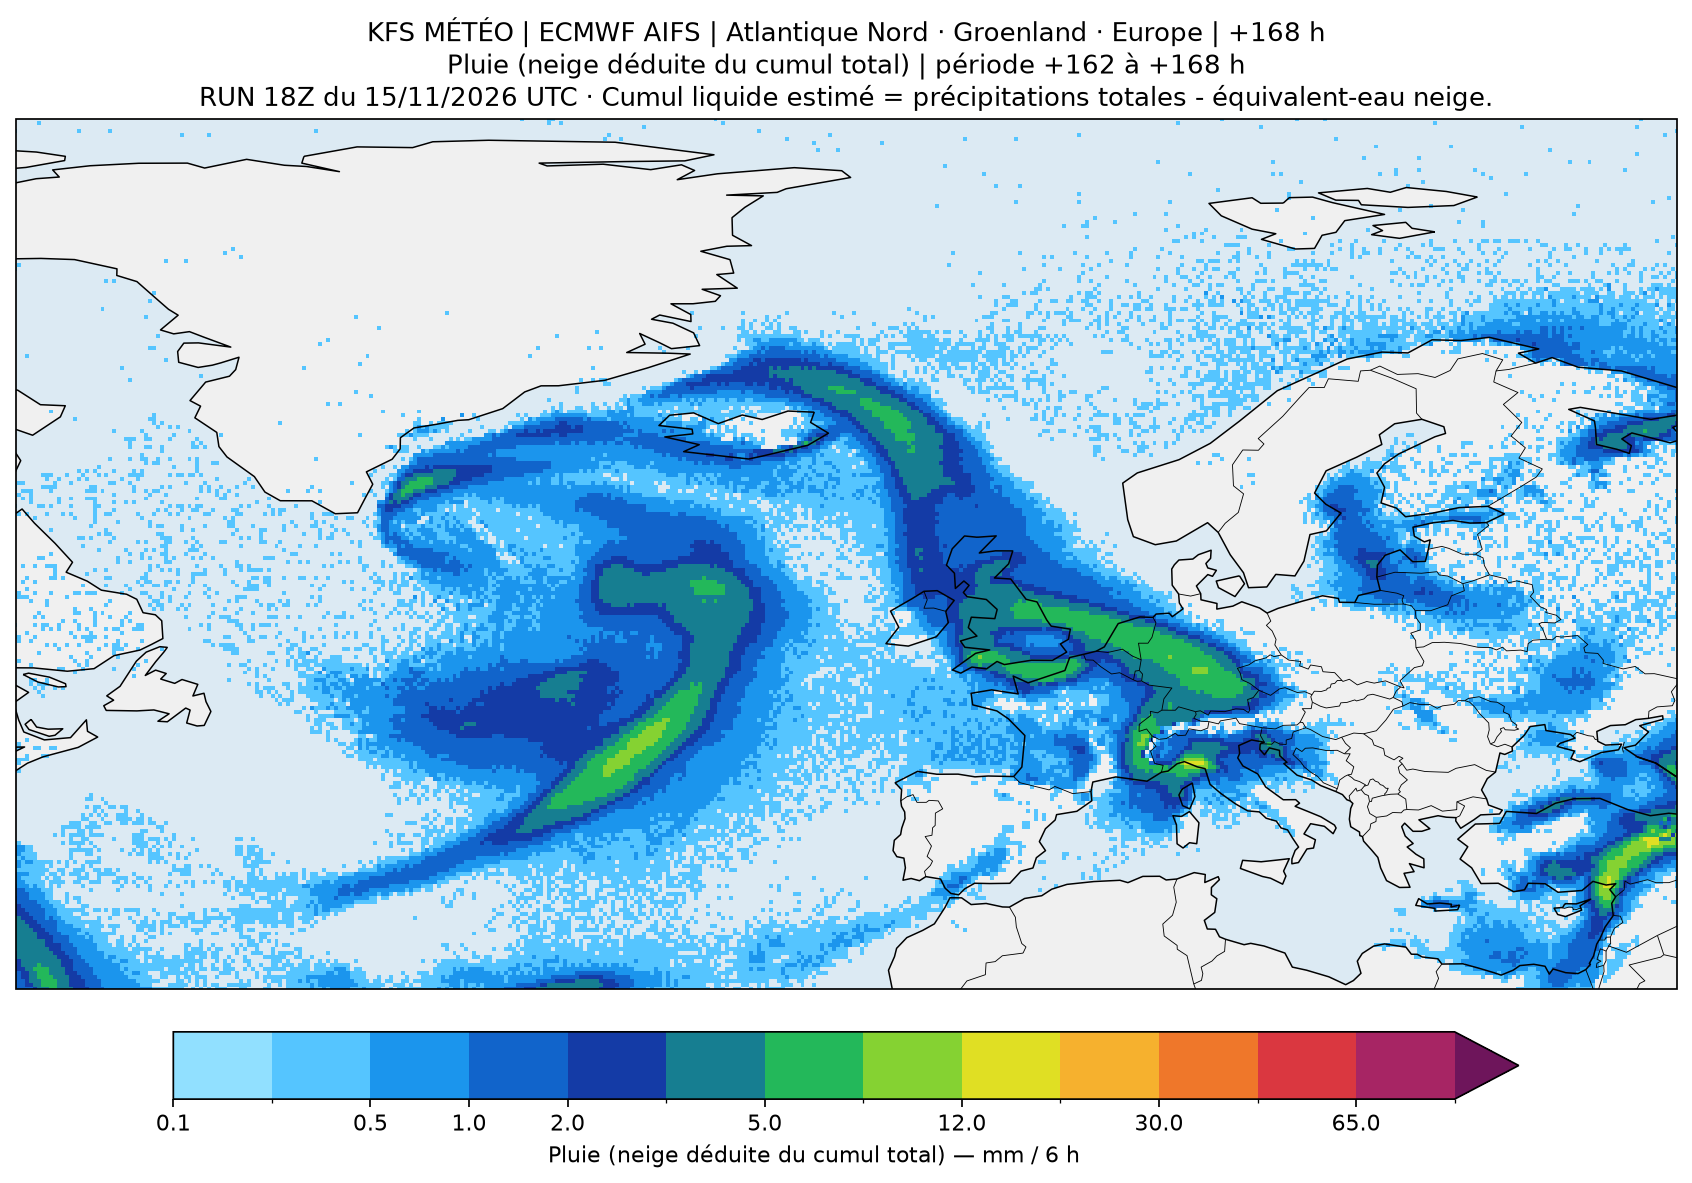 KFS MÉTÉO | ECMWF AIFS | Atlantique Nord · Groenland · Europe | +168 h
Pluie (neige déduite du cumul total) | période +162 à +168 h
RUN 18Z du 15/11/2026 UTC · Cumul liquide estimé = précipitations totales - équivalent-eau neige.
0.1 0.5 1.0 2.0 5.0 12.0 30.0 65.0
Pluie (neige déduite du cumul total) — mm / 6 h